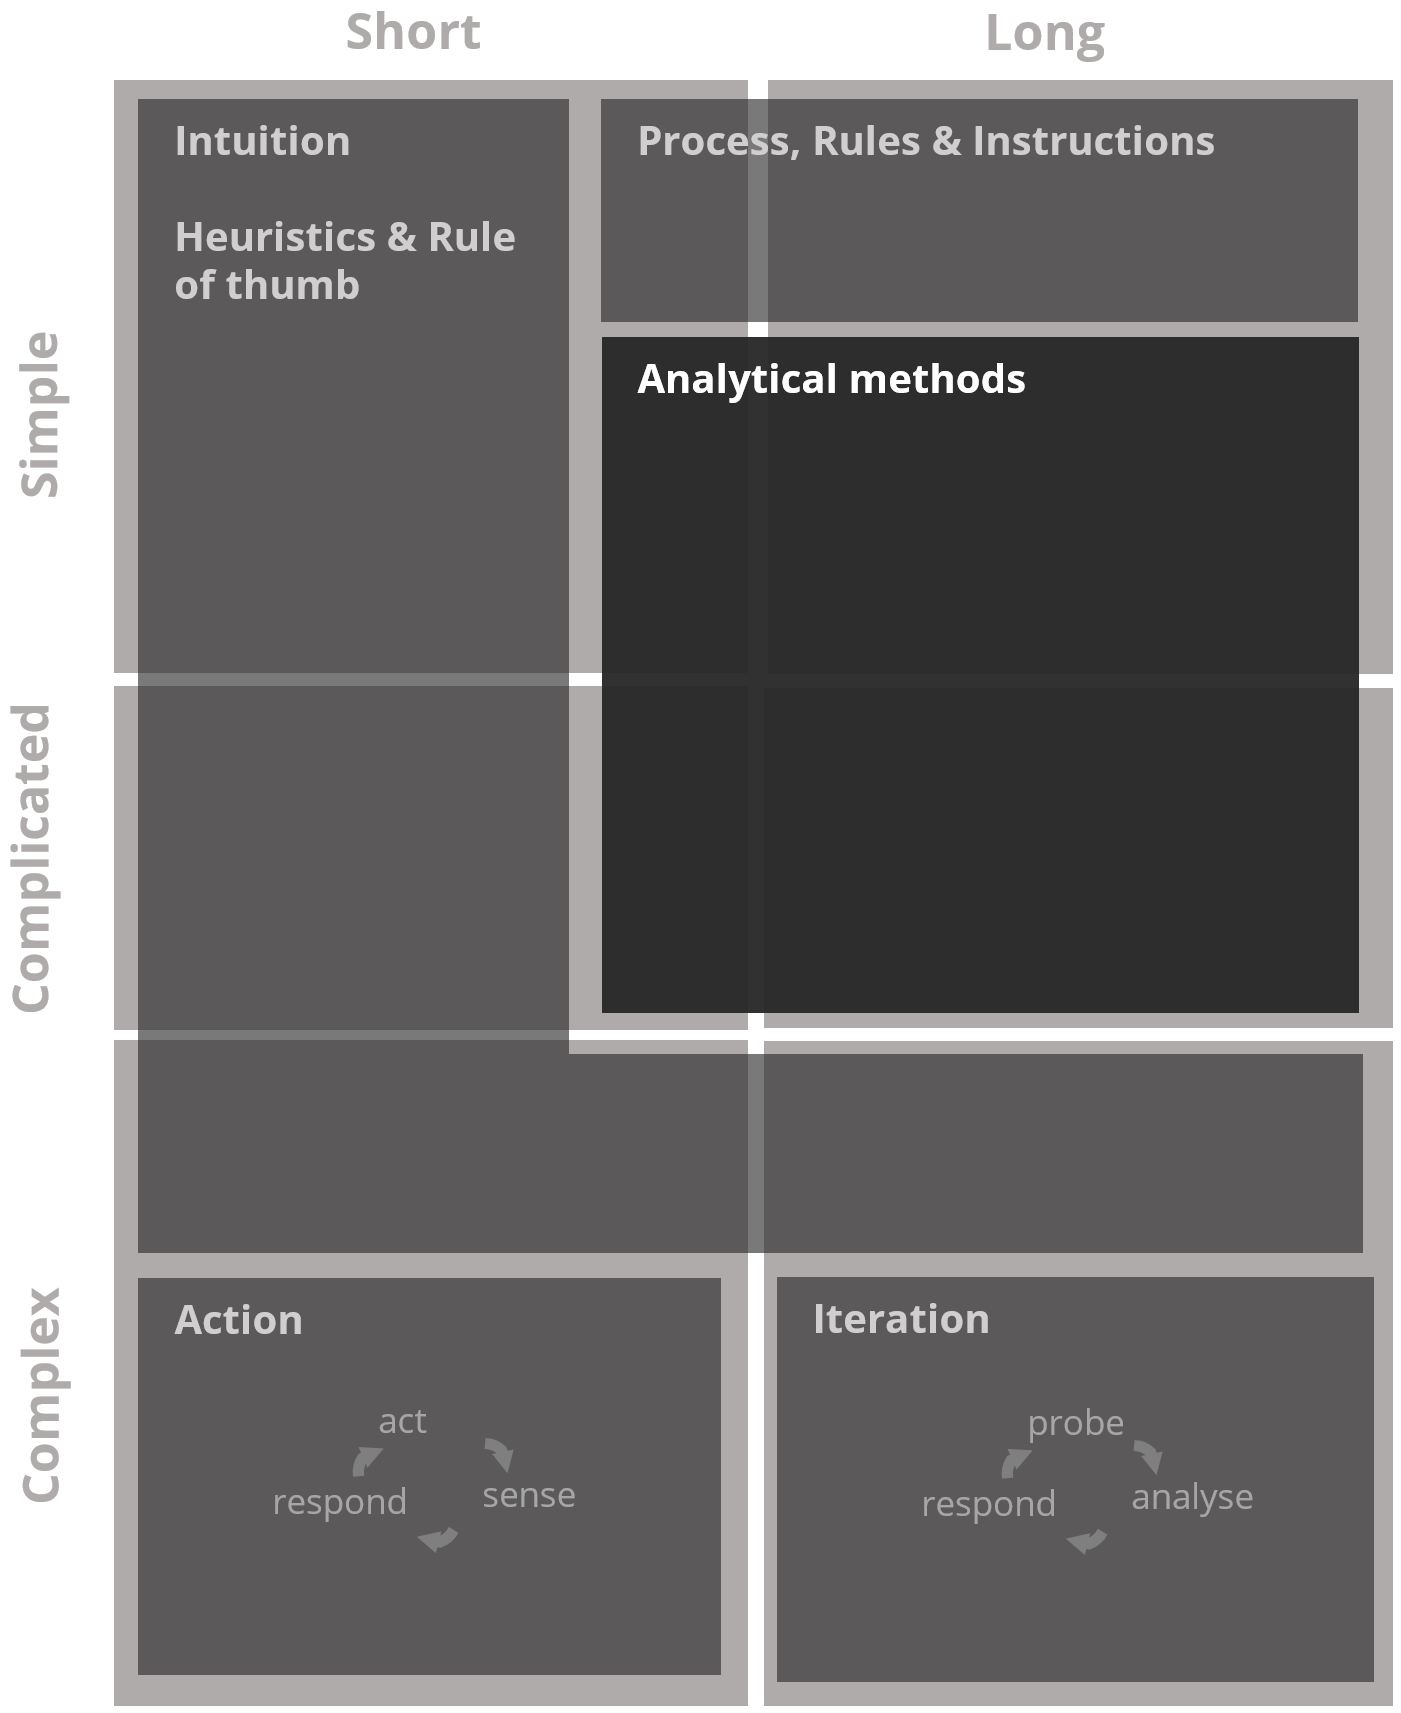 Short
Long
Simple
Intuition
Heuristics & Rule
of thumb
Process, Rules & Instructions
Analytical methods
Complicated
Complex
Action
act
sense
respond
Iteration
probe
analyse
respond